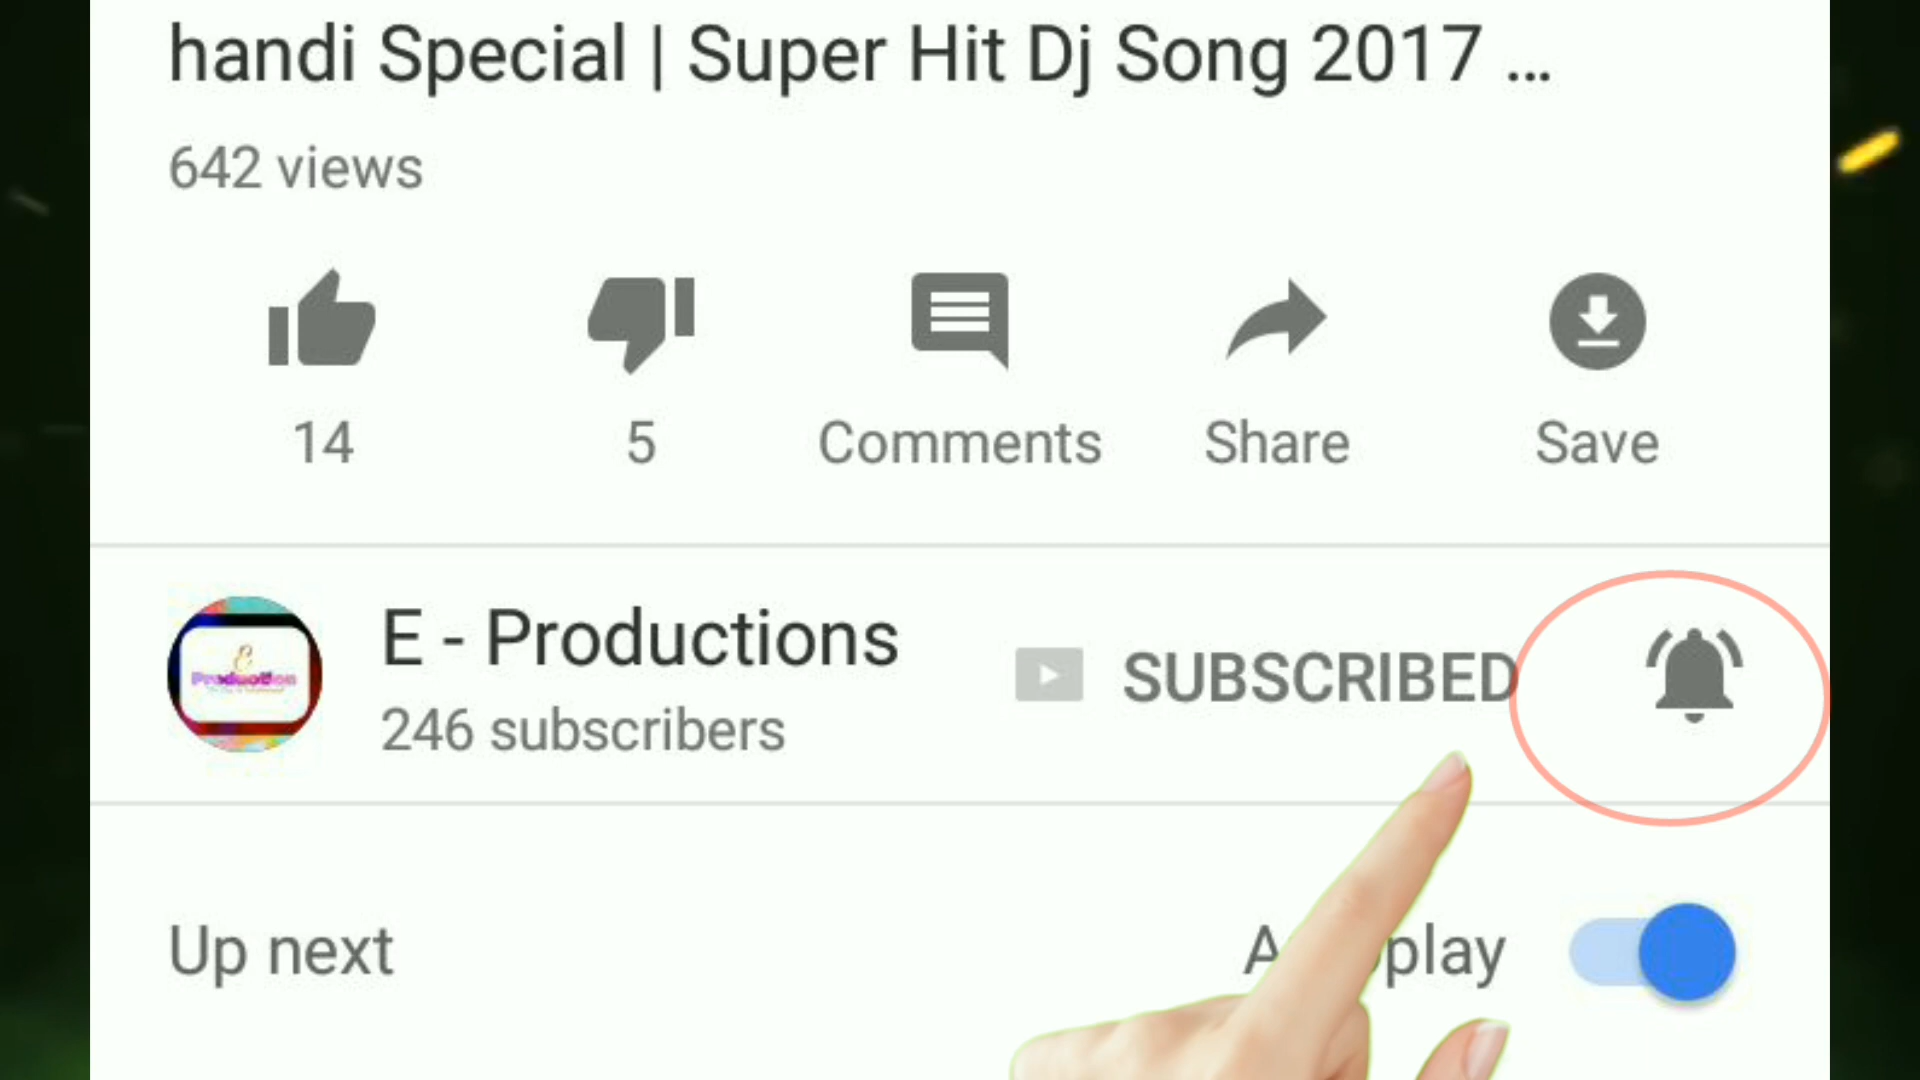 handi Special | Super Hit Dj Song 2017 ...
642 views
14
5
Comments
Share
Save
E - Productions
SUBSCRIBED
246 subscribers
E
Production
Up next
play